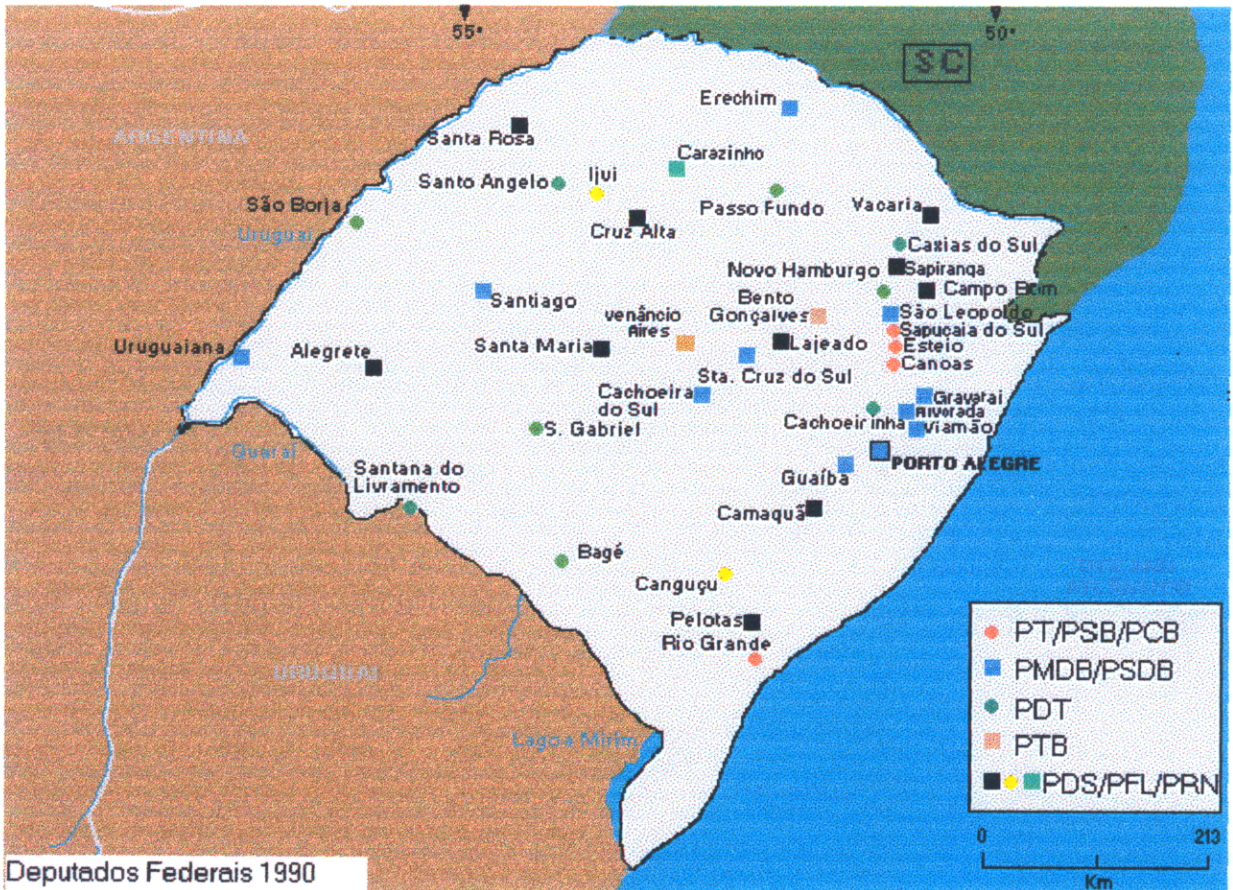 55°
50°
SC
Erechim
ARGENTINA
Santa Rosa
Carazinho
Santo Angelo
Ijui
São Borja
Passo Fundo
Vacaria
Uruguai
Cruz Alta
Caxias do Sul
Novo Hamburgo
Sapiranga
Campo Bom
Santiago
Bento
Gonçalves
São Leopoldo
venâncio
Aires
Sapucaia do Sul
Uruguaiana
Alegrete
Santa Maria
Lajeado
Esteio
Canoas
Sta. Cruz do Sul
Cachoeira
do Sul
Gravatai
Cachoeirinha
Alvorada
Viamão
S. Gabriel
Quarai
PORTO ALEGRE
Santana do
Livramento
Guaíba
Camaquã
Bagé
Canguçu
Pelotas
Rio Grande
URUGUAI
Lagoa Mirim
PT/PSB/PCB
PMDB/PSDB
PDT
PTB
PDS/PFL/PRN
0 213
Km
Deputados Federais 1990